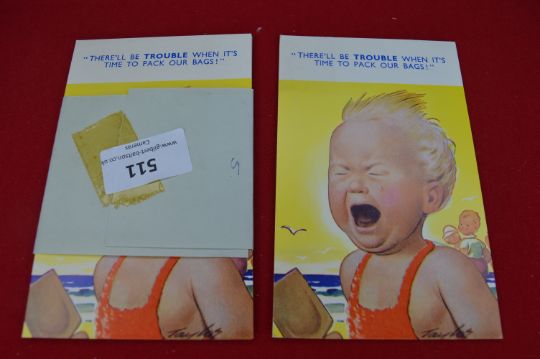 "THERE'LL BE TROUBLE WHEN IT'S
TIME TO PACK OUR BAGS!"
511
www.gilbert-baitson.co.uk
Cameras
"THERE'LL BE TROUBLE WHEN IT'S
TIME TO PACK OUR BAGS!"